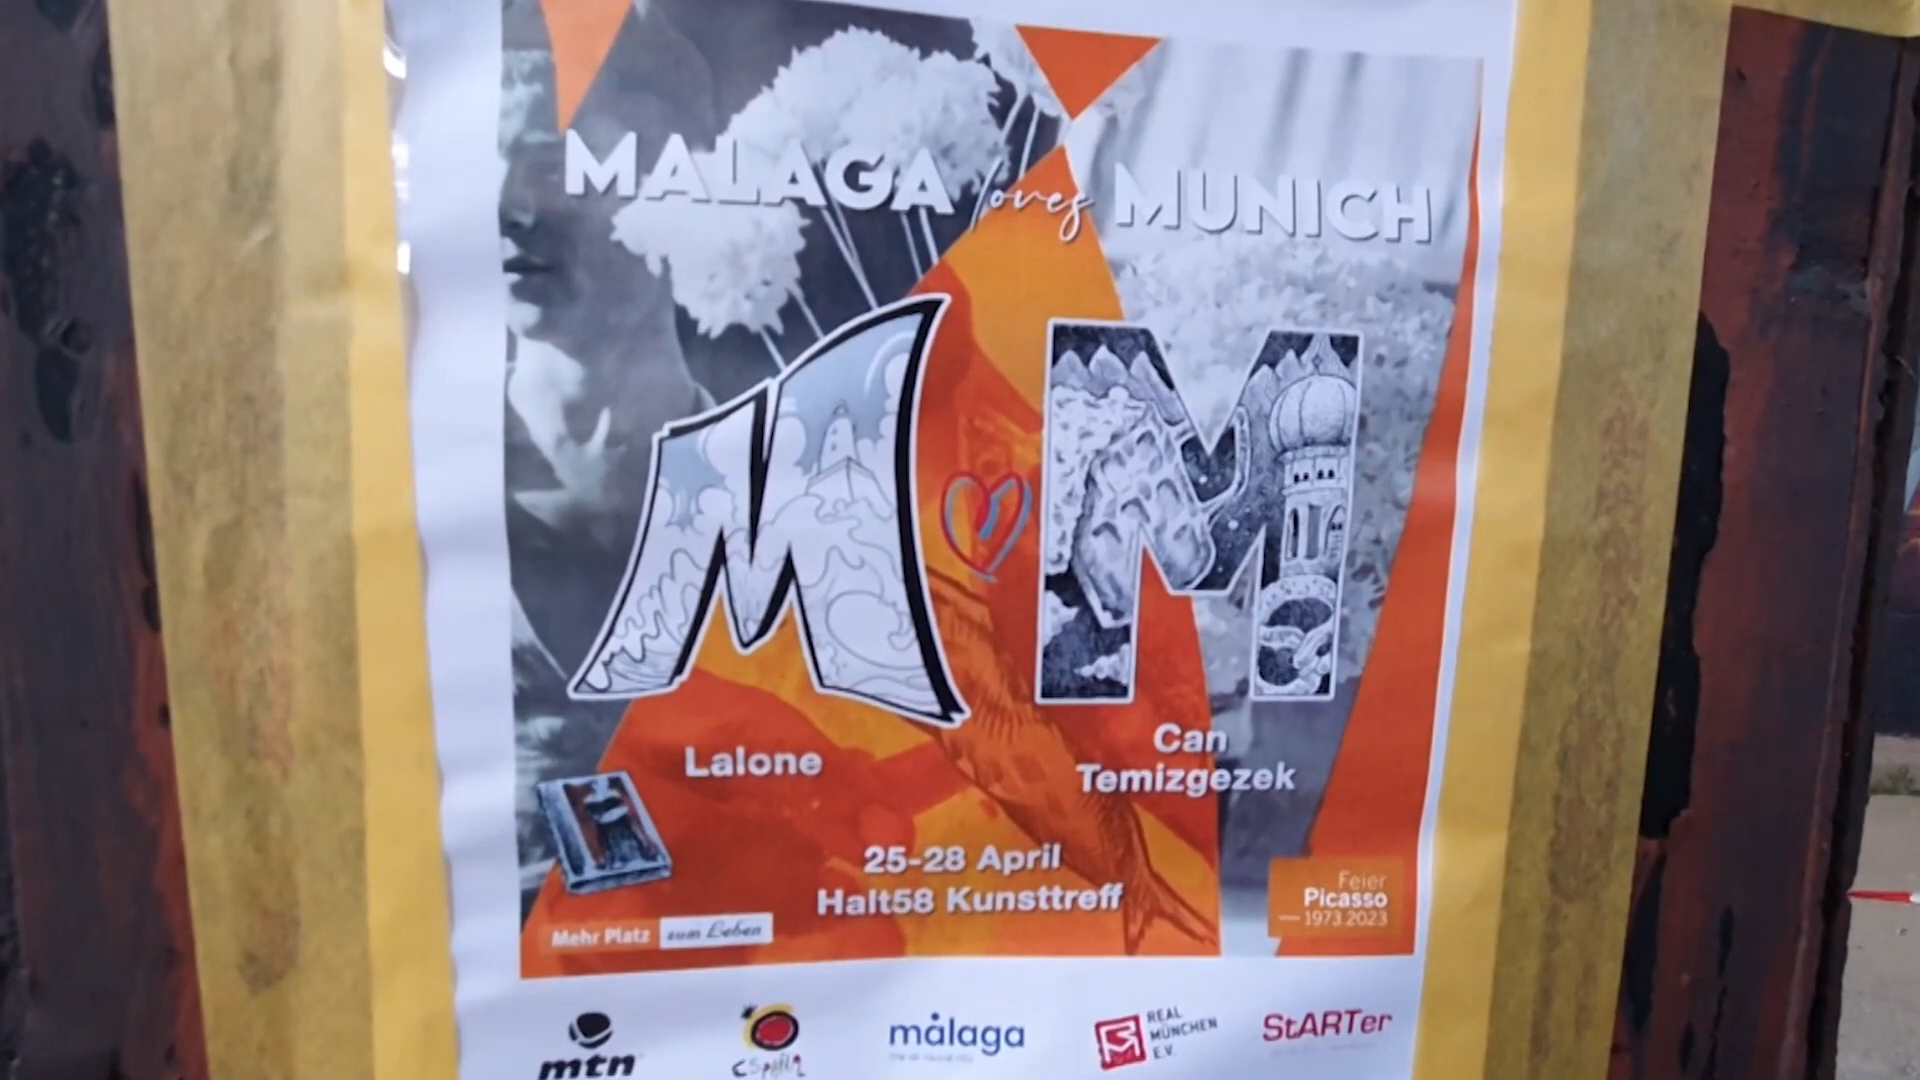 MALAGA loves MUNICH
M M
Lalone
Can
Temizgezek
25-28 April
Halt58 Kunsttreff
Mehr Platz zum Leben
Feier
Picasso
1973.2023
mtn
ESPAÑA
málaga
REAL
MÜNCHEN
E.V.
StARTer